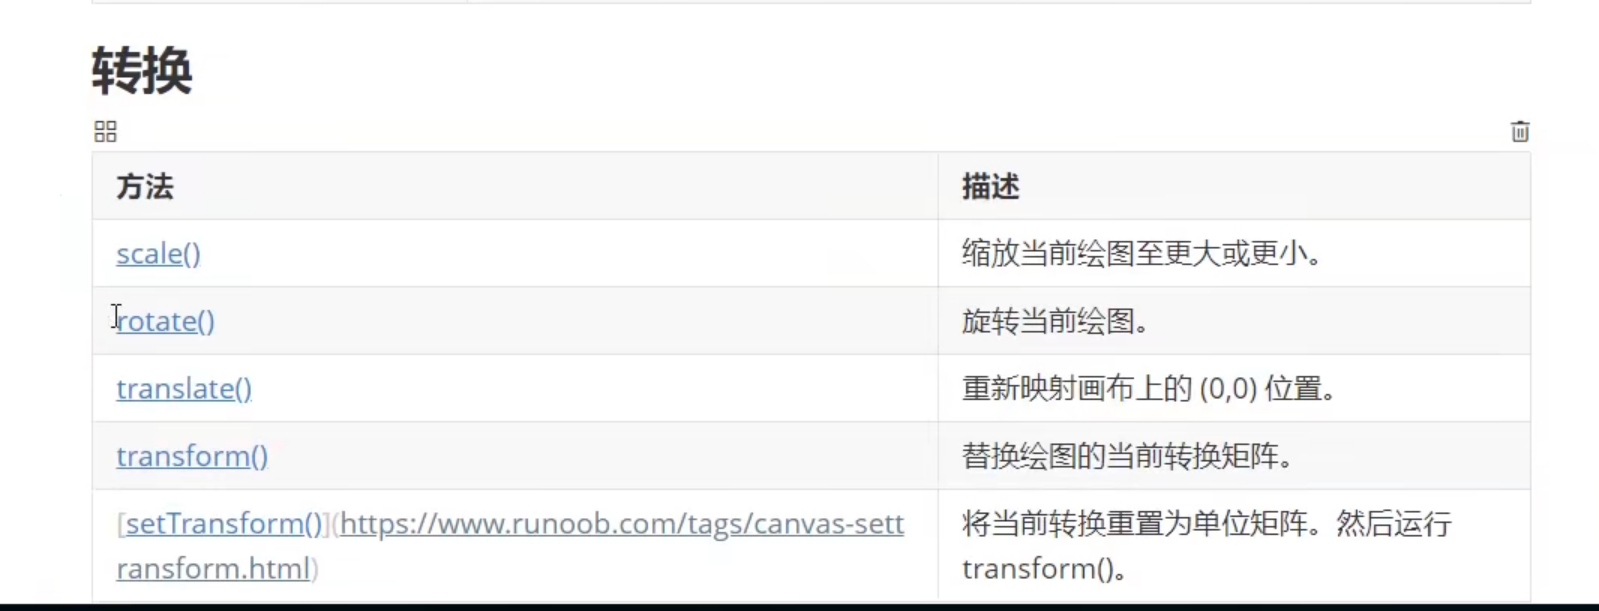 转换
方法 描述
scale() 缩放当前绘图至更大或更小。
rotate() 旋转当前绘图。
translate() 重新映射画布上的 (0,0) 位置。
transform() 替换绘图的当前转换矩阵。
[setTransform()](https://www.runoob.com/tags/canvas-sett
ransform.html)
将当前转换重置为单位矩阵。然后运行
transform()。